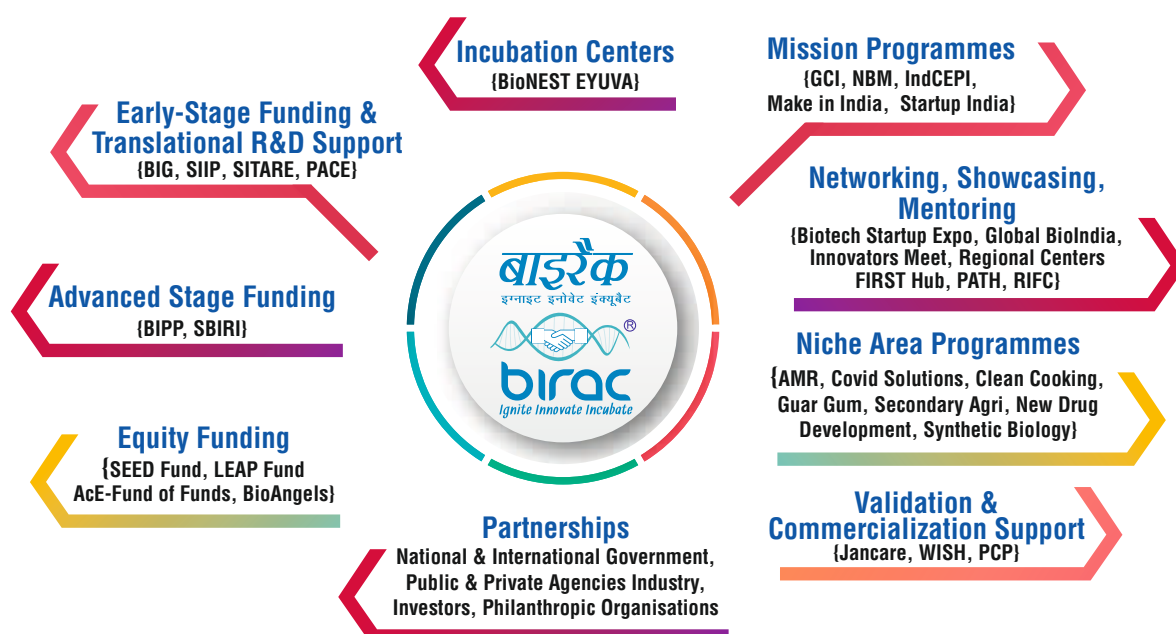 Incubation Centers
{BioNEST EYUVA}
Mission Programmes
{GCI, NBM, IndCEPI,
Make in India, Startup India}
Early-Stage Funding &
Translational R&D Support
{BIG, SIIP, SITARE, PACE}
Networking, Showcasing,
Mentoring
{Biotech Startup Expo, Global BioIndia,
Innovators Meet, Regional Centers
FIRST Hub, PATH, RIFC}
बाइरैक
इग्नाइट इनोवेट इंक्यूबैट
®
birac
Ignite Innovate Incubate
Advanced Stage Funding
{BIPP, SBIRI}
Niche Area Programmes
{AMR, Covid Solutions, Clean Cooking,
Guar Gum, Secondary Agri, New Drug
Development, Synthetic Biology}
Equity Funding
{SEED Fund, LEAP Fund
AcE-Fund of Funds, BioAngels}
Validation &
Commercialization Support
{Jancare, WISH, PCP}
Partnerships
National & International Government,
Public & Private Agencies Industry,
Investors, Philanthropic Organisations